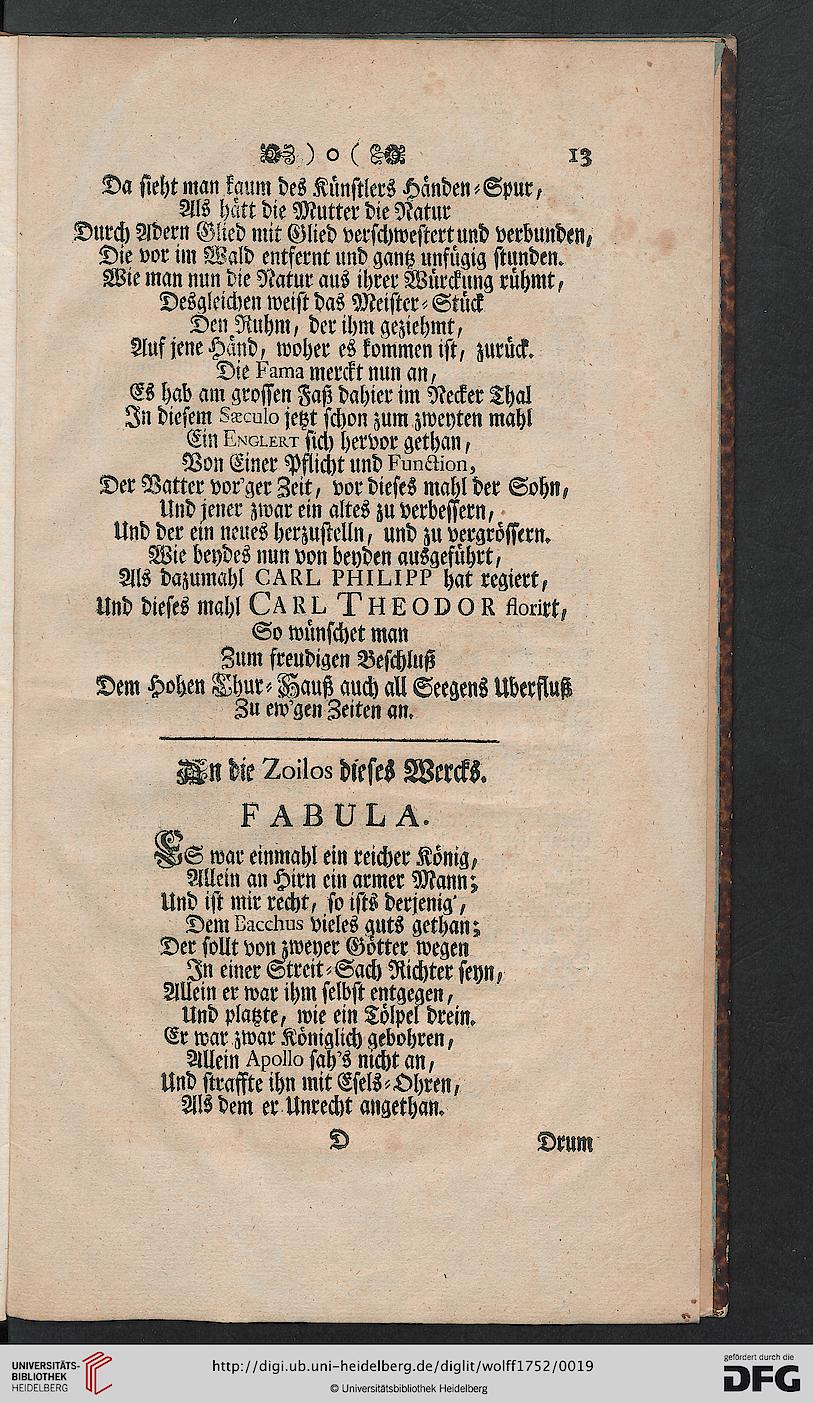 ) o ( 13
Da sieht man kaum des Künstlers Händen-Spur,
Als hätt die Mutter die Natur
Durch Adern Glied mit Glied verschwestert und verbunden,
Die vor im Wald entfernt und gantz unfügig stunden.
Wie man nun die Natur aus ihrer Würckung rühmt,
Desgleichen weist das Meister-Stück
Den Ruhm, der ihm geziehmt,
Auf jene Händ, woher es kommen ist, zurück.
Die Fama merckt nun an,
Es hab am grossen Faß dahier im Necker Thal
In diesem Sæculo jetzt schon zum zweyten mahl
Ein ENGLERT sich hervor gethan,
Von Einer Pflicht und Function,
Der Vatter vor'ger Zeit, vor dieses mahl der Sohn,
Und jener zwar ein altes zu verbessern,
Und der ein neues herzustelln, und zu vergrössern.
Wie beydes nun von beyden ausgeführt,
Als dazumahl CARL PHILIPP hat regiert,
Und dieses mahl CARL THEODOR florirt,
So wünschet man
Zum freudigen Beschluß
Dem Hohen Chur-Hauß auch all Seegens Uberfluß
Zu ew'gen Zeiten an.
An die Zoilos dieses Wercks.
FABULA.
ES war einmahl ein reicher König,
Allein an Hirn ein armer Mann;
Und ist mir recht, so ists derjenig',
Dem Bacchus vieles guts gethan;
Der sollt von zweyer Götter wegen
In einer Streit-Sach Richter seyn,
Allein er war ihm selbst entgegen,
Und platzte, wie ein Tölpel drein.
Er war zwar Königlich gebohren,
Allein Apollo sah's nicht an,
Und straffte ihn mit Esels-Ohren,
Als dem er Unrecht angethan.
D Drum
UNIVERSITÄTS-
BIBLIOTHEK
HEIDELBERG
http://digi.ub.uni-heidelberg.de/diglit/wolff1752/0019
© Universitätsbibliothek Heidelberg
gefördert durch die
DFG